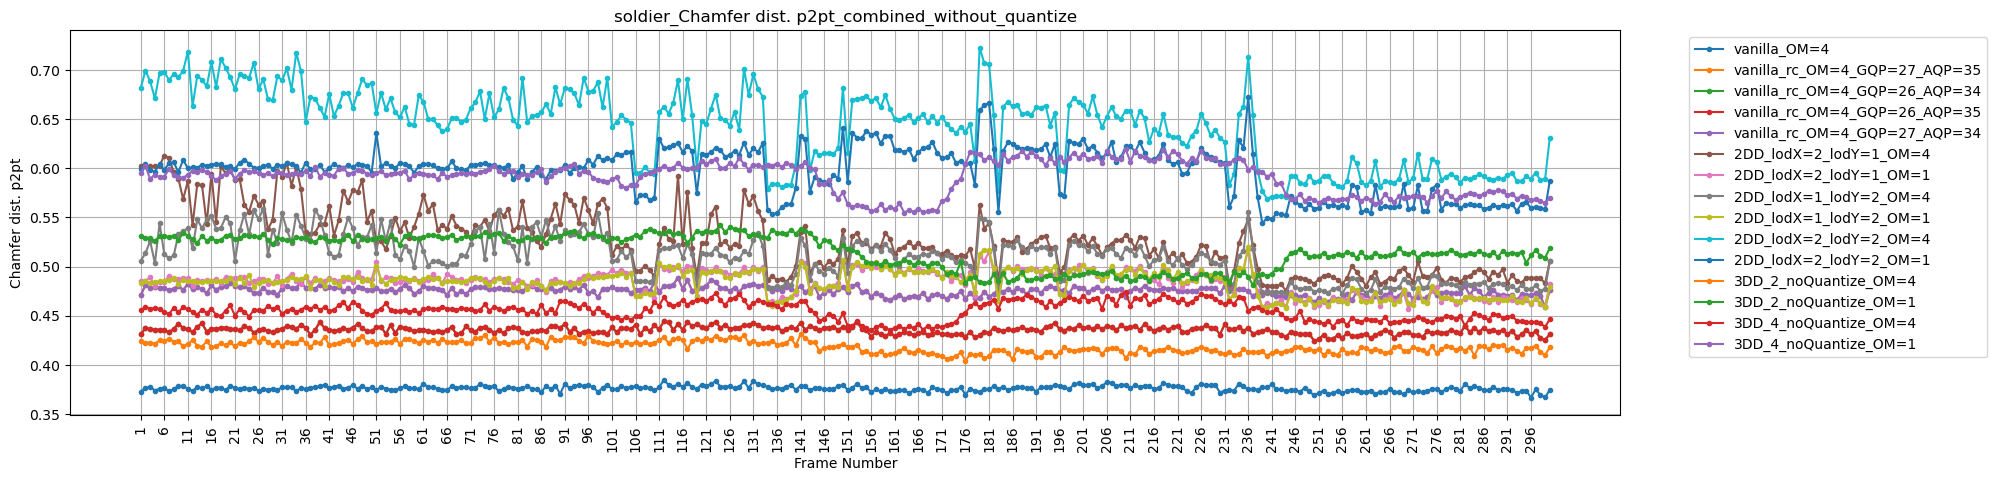 soldier_Chamfer dist. p2pt_combined_without_quantize
Chamfer dist. p2pt
0.70
0.65
0.60
0.55
0.50
0.45
0.40
0.35
1 6 11 16 21 26 31 36 41 46 51 56 61 66 71 76 81 86 91 96 101 106 111 116 121 126 131 136 141 146 151 156 161 166 171 176 181 186 191 196 201 206 211 216 221 226 231 236 241 246 251 256 261 266 271 276 281 286 291 296
Frame Number
vanilla_OM=4
vanilla_rc_OM=4_GQP=27_AQP=35
vanilla_rc_OM=4_GQP=26_AQP=34
vanilla_rc_OM=4_GQP=26_AQP=35
vanilla_rc_OM=4_GQP=27_AQP=34
2DD_lodX=2_lodY=1_OM=4
2DD_lodX=2_lodY=1_OM=1
2DD_lodX=1_lodY=2_OM=4
2DD_lodX=1_lodY=2_OM=1
2DD_lodX=2_lodY=2_OM=4
2DD_lodX=2_lodY=2_OM=1
3DD_2_noQuantize_OM=4
3DD_2_noQuantize_OM=1
3DD_4_noQuantize_OM=4
3DD_4_noQuantize_OM=1